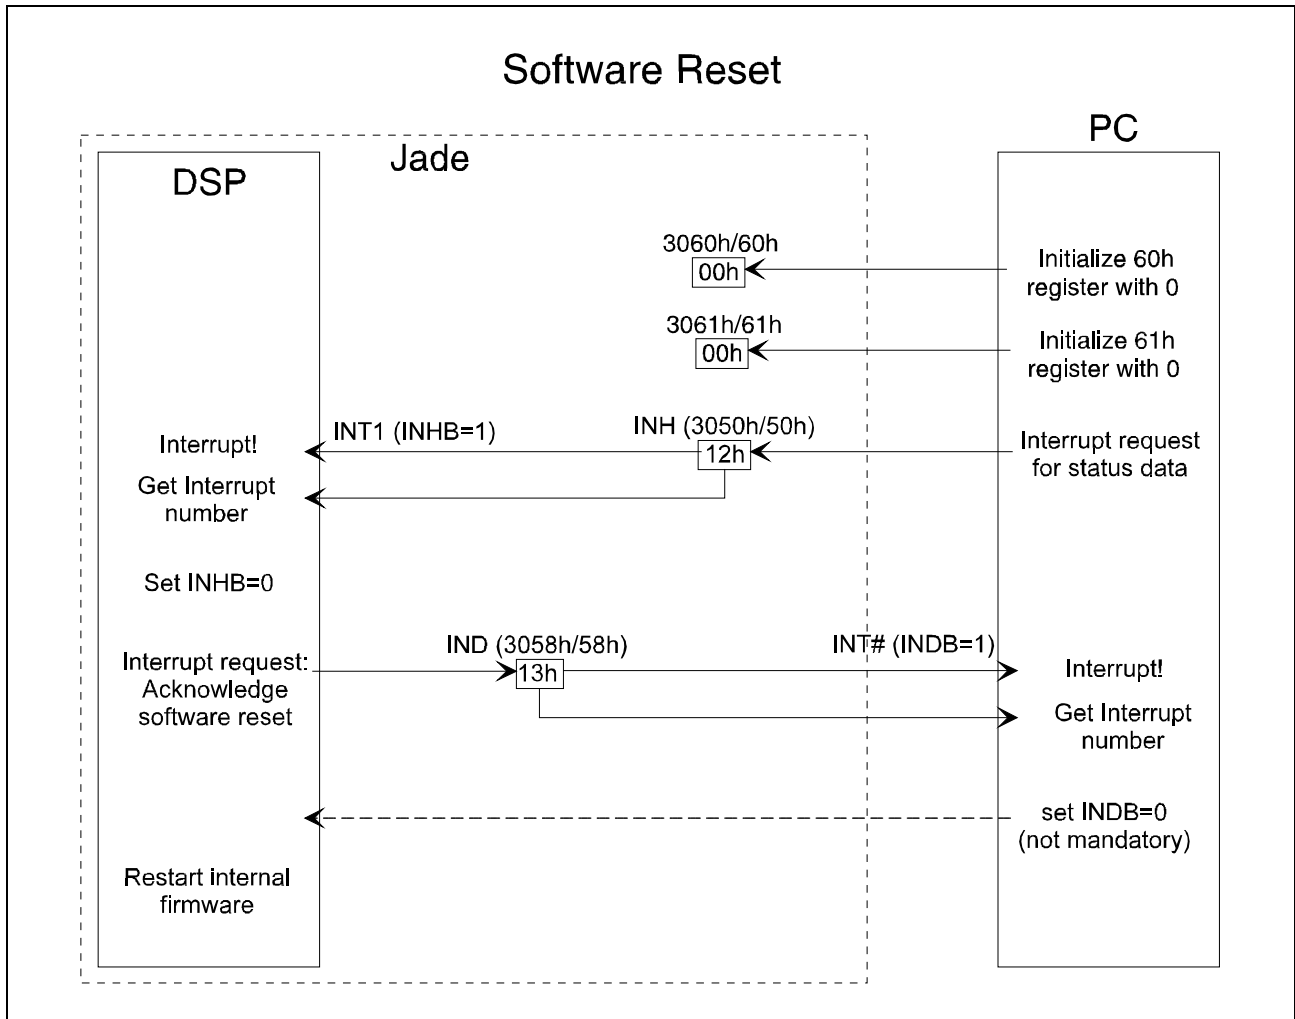 Software Reset
PC
Jade
DSP
3060h/60h
00h
Initialize 60h
register with 0
3061h/61h
00h
Initialize 61h
register with 0
Interrupt!
INT1 (INHB=1)
INH (3050h/50h)
12h
Interrupt request
for status data
Get Interrupt
number
Set INHB=0
Interrupt request:
Acknowledge
software reset
IND (3058h/58h)
13h
INT# (INDB=1)
Interrupt!
Get Interrupt
number
set INDB=0
(not mandatory)
Restart internal
firmware